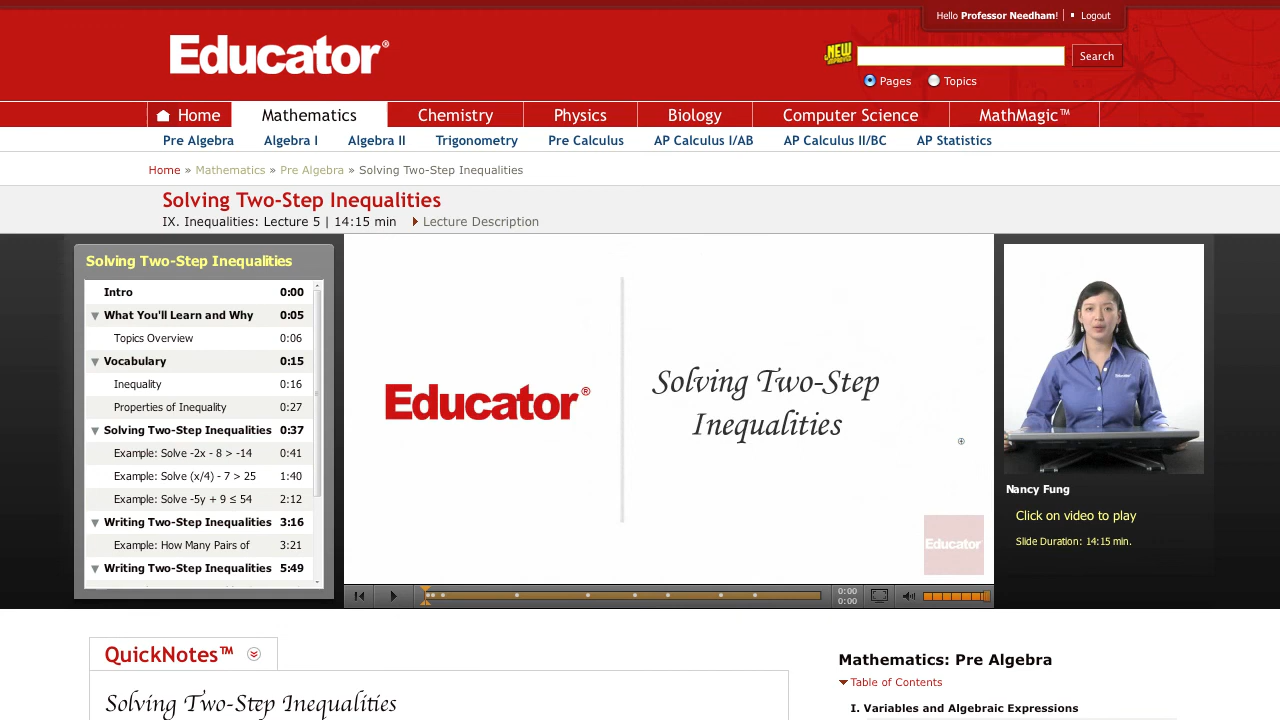 Hello Professor Needham! Logout
Educator®
NEW
Search
Pages Topics
Home Mathematics Chemistry Physics Biology Computer Science MathMagic™
Pre Algebra Algebra I Algebra II Trigonometry Pre Calculus AP Calculus I/AB AP Calculus II/BC AP Statistics
Home » Mathematics » Pre Algebra » Solving Two-Step Inequalities
Solving Two-Step Inequalities
IX. Inequalities: Lecture 5 | 14:15 min Lecture Description
Solving Two-Step Inequalities
Intro 0:00
What You'll Learn and Why 0:05
Topics Overview 0:06
Vocabulary 0:15
Inequality 0:16
Properties of Inequality 0:27
Solving Two-Step Inequalities 0:37
Example: Solve -2x - 8 > -14 0:41
Example: Solve (x/4) - 7 > 25 1:40
Example: Solve -5y + 9 ≤ 54 2:12
Writing Two-Step Inequalities 3:16
Example: How Many Pairs of 3:21
Writing Two-Step Inequalities 5:49
Educator®
Solving Two-Step
Inequalities
Educator
0:00
0:00
Nancy Fung
Click on video to play
Slide Duration: 14:15 min.
QuickNotes™
Solving Two-Step Inequalities
Mathematics: Pre Algebra
Table of Contents
I. Variables and Algebraic Expressions